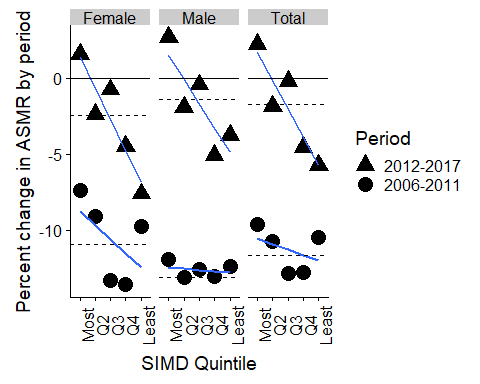 Female Male Total
Percent change in ASMR by period
0
-5
-10
Most Q2 Q3 Q4 Least Most Q2 Q3 Q4 Least Most Q2 Q3 Q4 Least
SIMD Quintile
Period
2012-2017
2006-2011